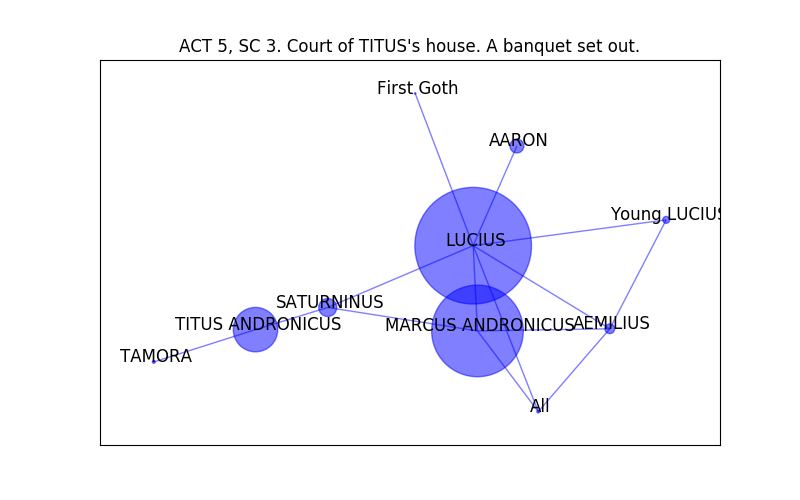 ACT 5, SC 3. Court of TITUS's house. A banquet set out.
First Goth
AARON
Young LUCIUS
LUCIUS
SATURNINUS
TITUS ANDRONICUS
MARCUS ANDRONICUS
AEMILIUS
TAMORA
All